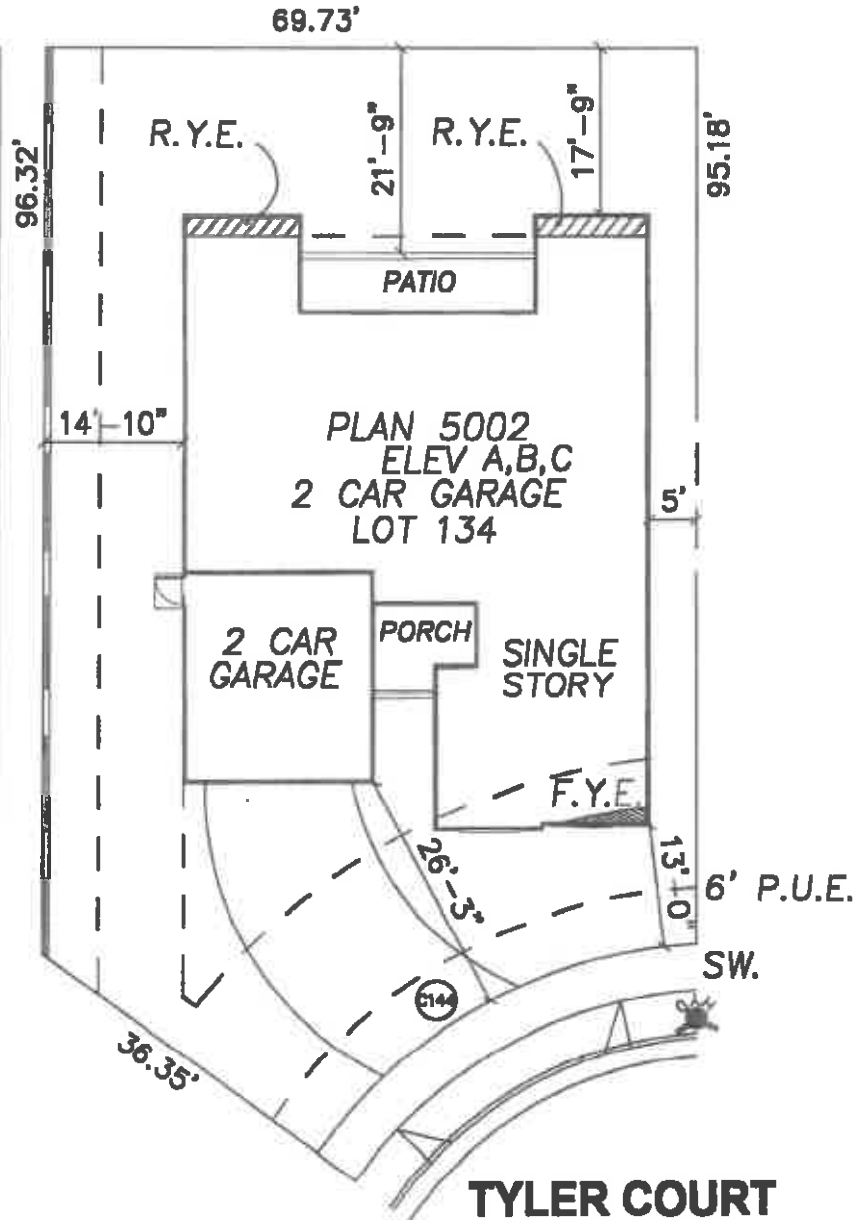 69.73'
R.Y.E.
21'-9"
R.Y.E.
17'-9"
96.32'
95.18'
PATIO
14'-10"
PLAN 5002
ELEV A,B,C
2 CAR GARAGE
LOT 134
5'
2 CAR
GARAGE
PORCH
SINGLE
STORY
F.Y.E.
26'-3"
13'-0"
6' P.U.E.
SW.
C144
36.35'
TYLER COURT